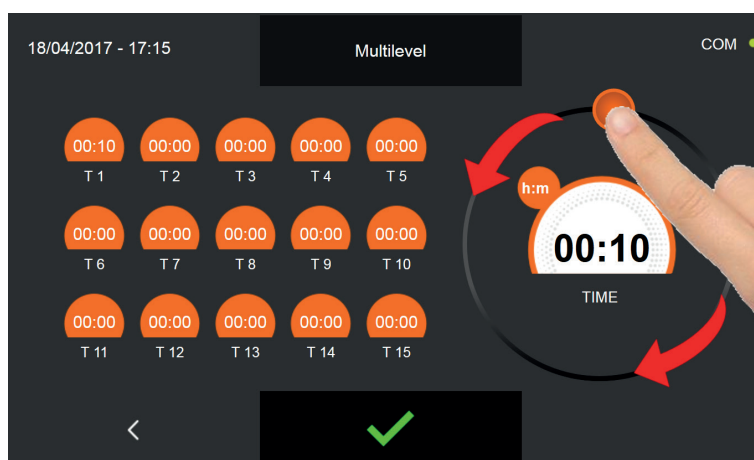 18/04/2017 - 17:15
Multilevel
COM
00:10 00:00 00:00 00:00 00:00
T 1 T 2 T 3 T 4 T 5
00:00 00:00 00:00 00:00 00:00
T 6 T 7 T 8 T 9 T 10
00:00 00:00 00:00 00:00 00:00
T 11 T 12 T 13 T 14 T 15
h:m
00:10
TIME